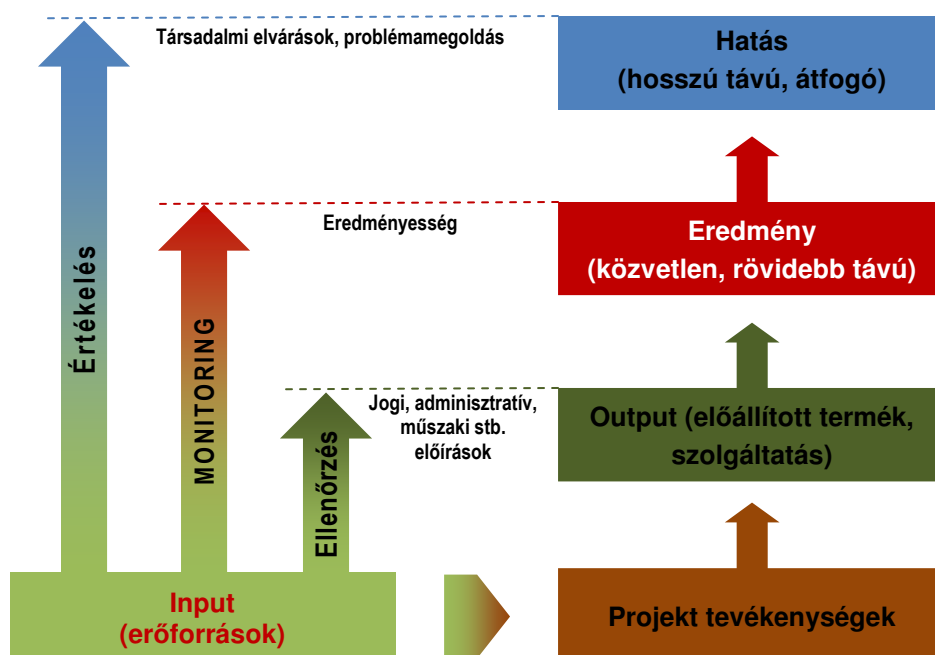 Társadalmi elvárások, problémamegoldás
Hatás
(hosszú távú, átfogó)
Eredményesség
Eredmény
(közvetlen, rövidebb távú)
Értékelés
MONITORING
Ellenőrzés
Jogi, adminisztratív,
műszaki stb.
előírások
Output (előállított termék,
szolgáltatás)
Input
(erőforrások)
Projekt tevékenységek